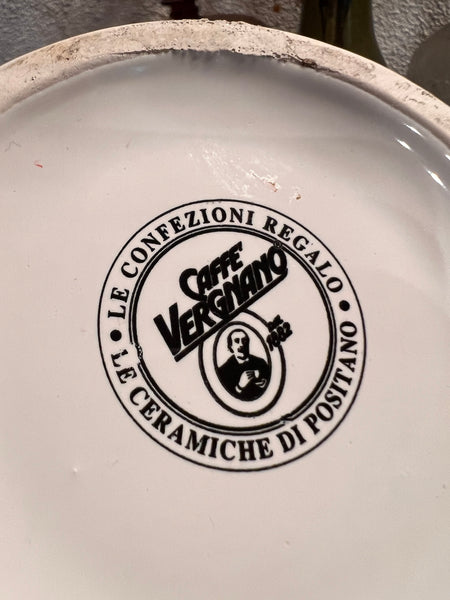 LE CONFEZIONI REGALO
CAFFÈ
VERGNANO
1882
LE CERAMICHE DI POSITANO